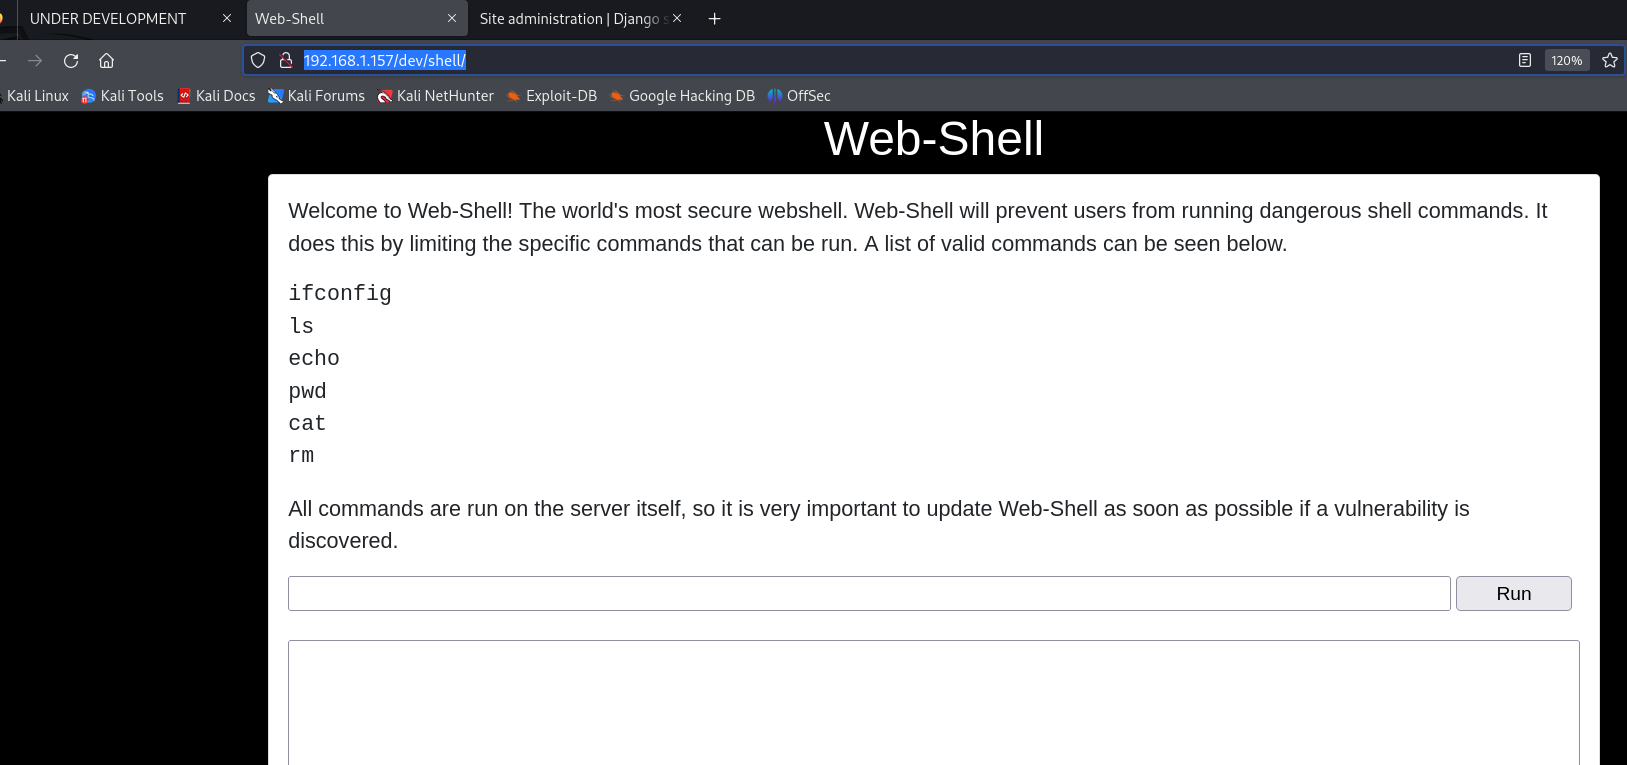 UNDER DEVELOPMENT
Web-Shell
Site administration | Django s
192.168.1.157/dev/shell/
120%
Kali Linux
Kali Tools
Kali Docs
Kali Forums
Kali NetHunter
Exploit-DB
Google Hacking DB
OffSec
Web-Shell
Welcome to Web-Shell! The world's most secure webshell. Web-Shell will prevent users from running dangerous shell commands. It
does this by limiting the specific commands that can be run. A list of valid commands can be seen below.
ifconfig
ls
echo
pwd
cat
rm
All commands are run on the server itself, so it is very important to update Web-Shell as soon as possible if a vulnerability is
discovered.
Run